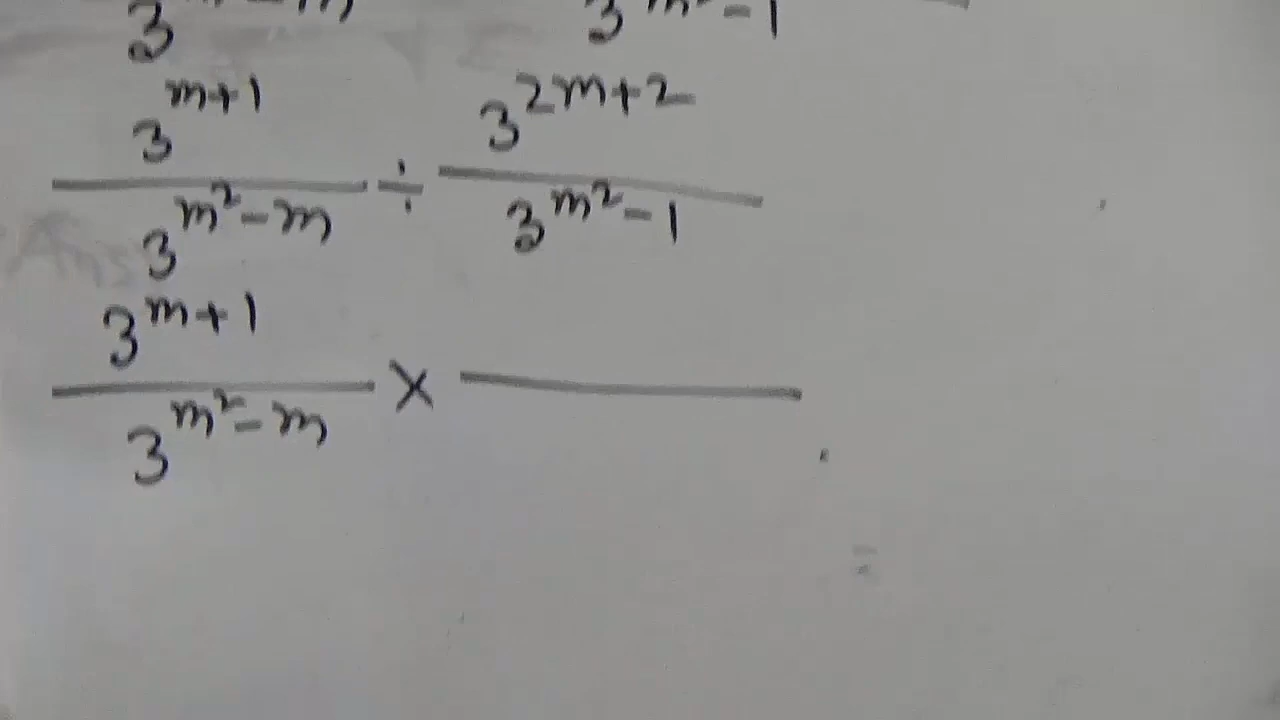 3^m+1 / 3^m²-m ÷ 3^2m+2 / 3^m²-1
3^m+1 / 3^m²-m ×